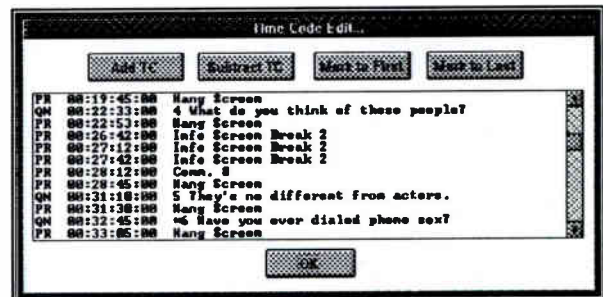 Time Code Edit...
Add TC Subtract TC Mark to First Mark to Last
PR 00:19:45:00 Hang Screen
QN 00:22:33:00 4 What do you think of these people?
PR 00:22:53:00 Hang Screen
PR 00:26:42:00 Info Screen Break 2
PR 00:27:12:00 Info Screen Break 2
PR 00:27:42:00 Info Screen Break 2
PR 00:28:12:00 Comm. 8
PR 00:28:45:00 Hang Screen
QN 00:31:10:00 5 They're no different from actors.
PR 00:31:30:00 Hang Screen
QN 00:32:45:00 6 Have you ever dialed phone sex?
PR 00:33:05:00 Hang Screen
OK